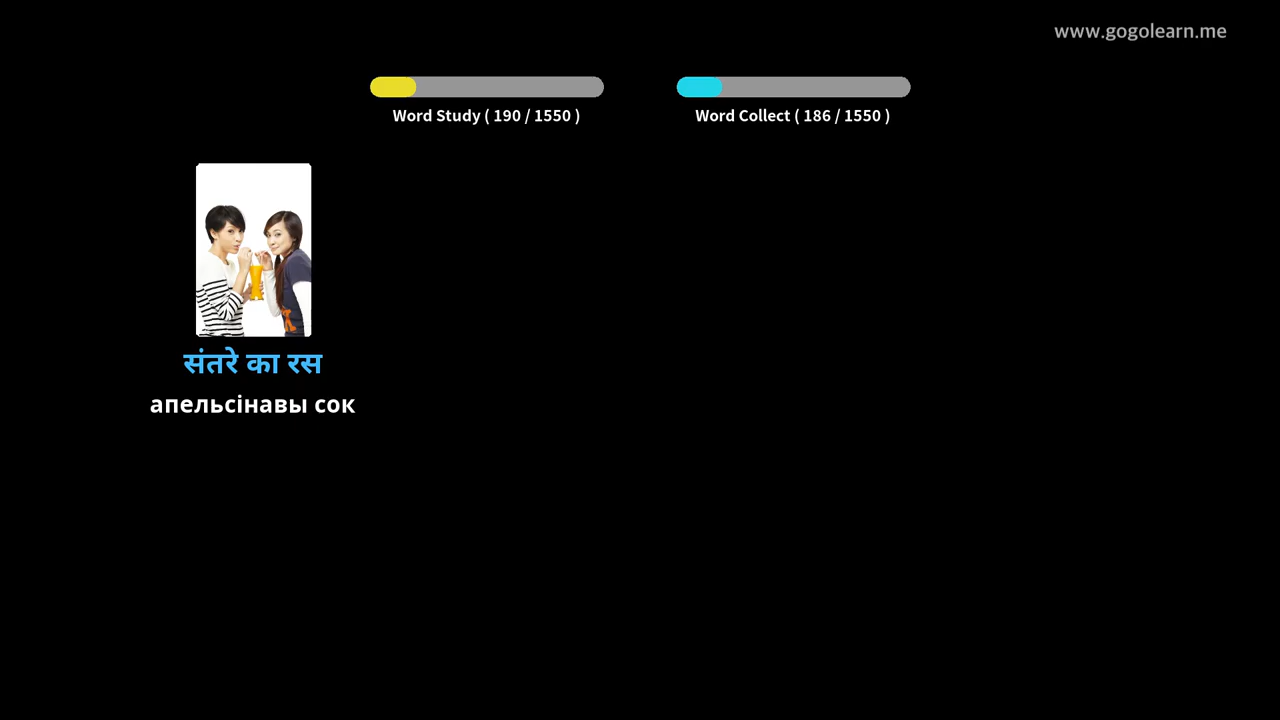 www.gogolearn.me
Word Study ( 190 / 1550 )
Word Collect ( 186 / 1550 )
संतरे का रस
апельсінавы сок